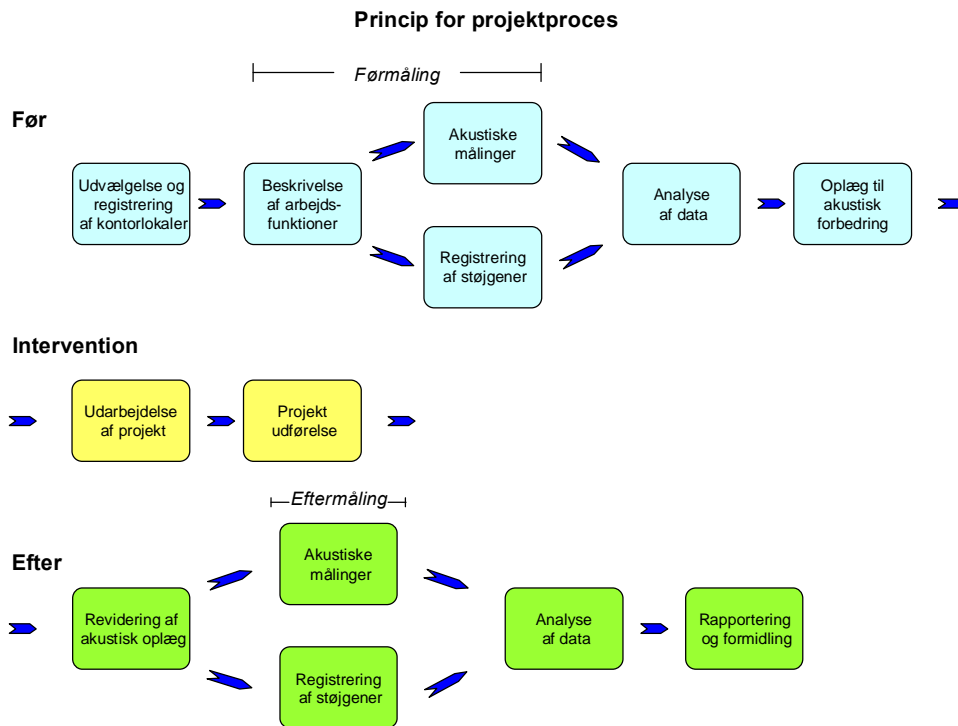 Princip for projektproces
Førmåling
Før
Udvælgelse og
registrering
af kontorlokaler
Beskrivelse
af arbejds-
funktioner
Akustiske
målinger
Registrering
af støjgener
Analyse
af data
Oplæg til
akustisk
forbedring
Intervention
Udarbejdelse
af projekt
Projekt
udførelse
Eftermåling
Efter
Revidering af
akustisk oplæg
Akustiske
målinger
Registrering
af støjgener
Analyse
af data
Rapportering
og formidling